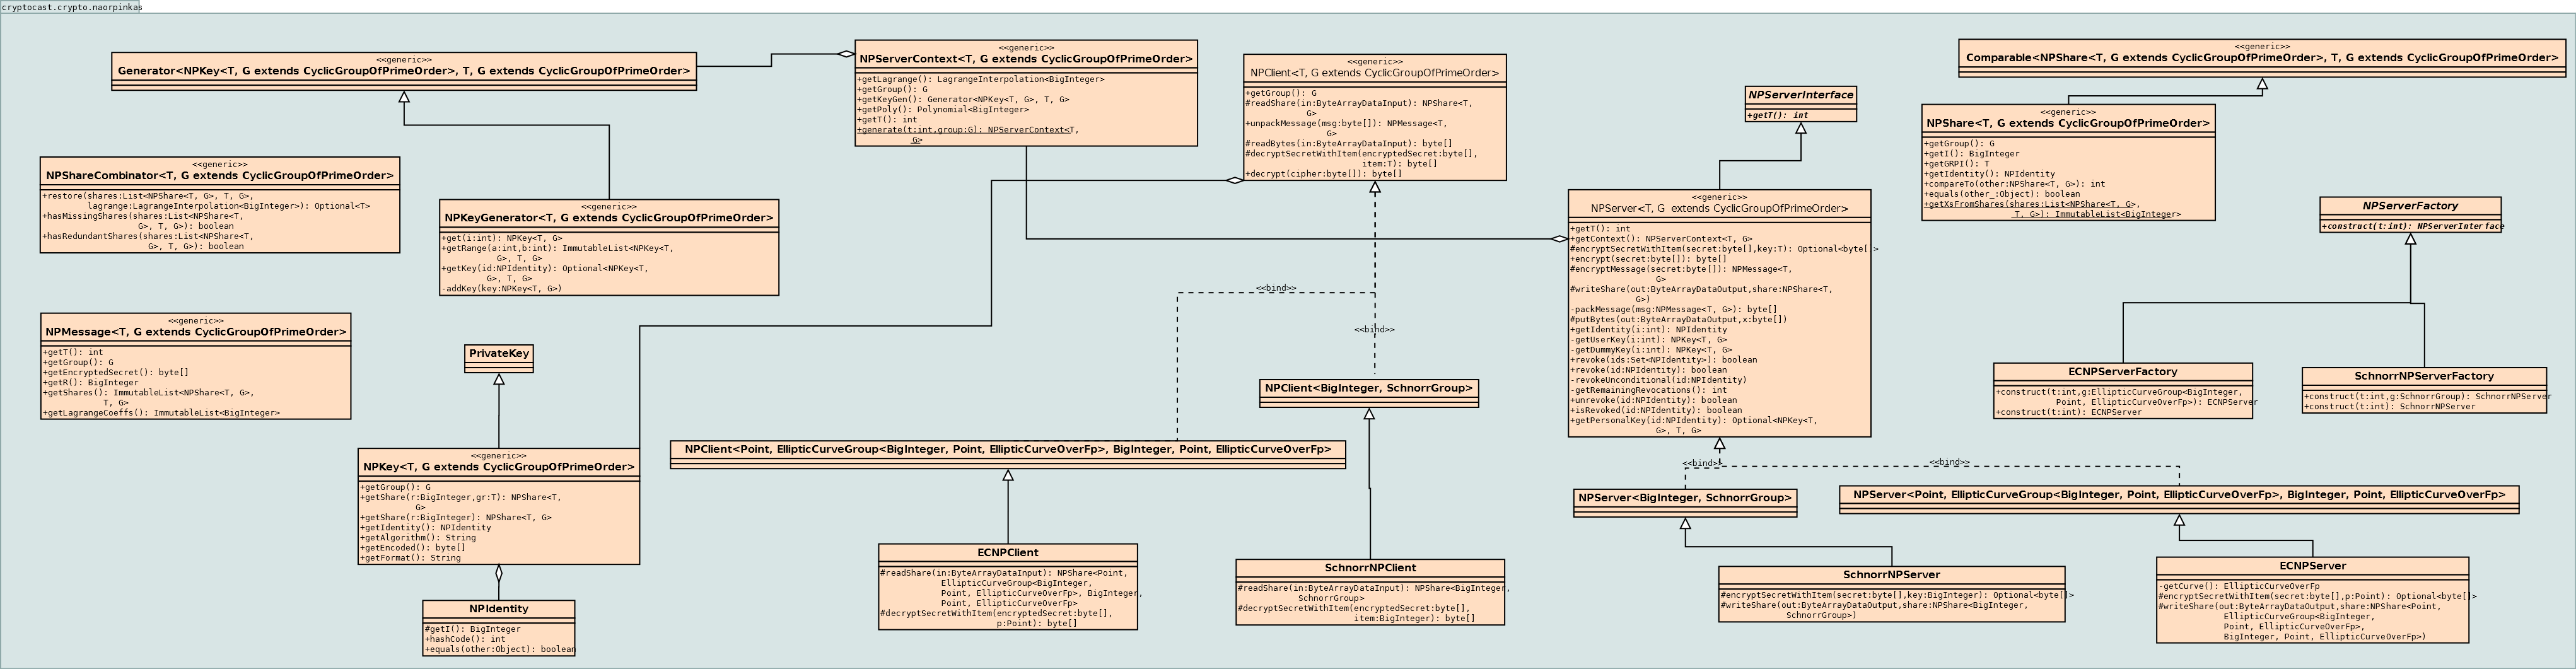 cryptocast.crypto.naorpinkas
<<generic>>
Generator<NPKey<T, G extends CyclicGroupOfPrimeOrder>, T, G extends CyclicGroupOfPrimeOrder>
<<generic>>
NPServerContext<T, G extends CyclicGroupOfPrimeOrder>
+getLagrange(): LagrangeInterpolation<BigInteger>
+getGroup(): G
+getKeyGen(): Generator<NPKey<T, G>, T, G>
+getPoly(): Polynomial<BigInteger>
+getT(): int
+generate(t:int,group:G): NPServerContext<T,
G>
<<generic>>
NPClient<T, G extends CyclicGroupOfPrimeOrder>
+getGroup(): G
#readShare(in:ByteArrayDataInput): NPShare<T,
G>
+unpackMessage(msg:byte[]): NPMessage<T,
G>
#readBytes(in:ByteArrayDataInput): byte[]
#decryptSecretWithItem(encryptedSecret:byte[],
item:T): byte[]
+decrypt(cipher:byte[]): byte[]
NPServerInterface
+getT(): int
<<generic>>
Comparable<NPShare<T, G extends CyclicGroupOfPrimeOrder>, T, G extends CyclicGroupOfPrimeOrder>
<<generic>>
NPShare<T, G extends CyclicGroupOfPrimeOrder>
+getGroup(): G
+getI(): BigInteger
+getGRPI(): T
+getIdentity(): NPIdentity
+compareTo(other:NPShare<T, G>): int
+equals(other_:Object): boolean
+getXsFromShares(shares:List<NPShare<T, G>,
T, G>): ImmutableList<BigInteger>
<<generic>>
NPShareCombinator<T, G extends CyclicGroupOfPrimeOrder>
+restore(shares:List<NPShare<T, G>, T, G>,
lagrange:LagrangeInterpolation<BigInteger>): Optional<T>
+hasMissingShares(shares:List<NPShare<T,
G>, T, G>): boolean
+hasRedundantShares(shares:List<NPShare<T,
G>, T, G>): boolean
<<generic>>
NPKeyGenerator<T, G extends CyclicGroupOfPrimeOrder>
+get(i:int): NPKey<T, G>
+getRange(a:int,b:int): ImmutableList<NPKey<T,
G>, T, G>
+getKey(id:NPIdentity): Optional<NPKey<T,
G>, T, G>
-addKey(key:NPKey<T, G>)
<<generic>>
NPServer<T, G extends CyclicGroupOfPrimeOrder>
+getT(): int
+getContext(): NPServerContext<T, G>
#encryptSecretWithItem(secret:byte[],key:T): Optional<byte[]>
+encrypt(secret:byte[]): byte[]
#encryptMessage(secret:byte[]): NPMessage<T,
G>
#writeShare(out:ByteArrayDataOutput,share:NPShare<T,
G>)
-packMessage(msg:NPMessage<T, G>): byte[]
#putBytes(out:ByteArrayDataOutput,x:byte[])
+getIdentity(i:int): NPIdentity
-getUserKey(i:int): NPKey<T, G>
-getDummyKey(i:int): NPKey<T, G>
+revoke(ids:Set<NPIdentity>): boolean
+revoke(id:NPIdentity): boolean
-revokeUnconditional(id:NPIdentity)
-getRemainingRevocations(): int
+unrevoke(id:NPIdentity): boolean
+isRevoked(id:NPIdentity): boolean
+getPersonalKey(id:NPIdentity): Optional<NPKey<T,
G>, T, G>
NPServerFactory
+construct(t:int): NPServerInterface
<<bind>>
<<bind>>
<<generic>>
NPMessage<T, G extends CyclicGroupOfPrimeOrder>
+getT(): int
+getGroup(): G
+getEncryptedSecret(): byte[]
+getR(): BigInteger
+getShares(): ImmutableList<NPShare<T, G>,
T, G>
+getLagrangeCoeffs(): ImmutableList<BigInteger>
PrivateKey
NPClient<BigInteger, SchnorrGroup>
ECNPServerFactory
+construct(t:int,g:EllipticCurveGroup<BigInteger,
Point, EllipticCurveOverFp>): ECNPServer
+construct(t:int): ECNPServer
SchnorrNPServerFactory
+construct(t:int,g:SchnorrGroup): SchnorrNPServer
+construct(t:int): SchnorrNPServer
<<generic>>
NPKey<T, G extends CyclicGroupOfPrimeOrder>
+getGroup(): G
+getShare(r:BigInteger,gr:T): NPShare<T,
G>
+getShare(r:BigInteger): NPShare<T, G>
+getIdentity(): NPIdentity
+getAlgorithm(): String
+getEncoded(): byte[]
+getFormat(): String
NPClient<Point, EllipticCurveGroup<BigInteger, Point, EllipticCurveOverFp>, BigInteger, Point, EllipticCurveOverFp>
<<bind>>
<<bind>>
NPServer<BigInteger, SchnorrGroup>
NPServer<Point, EllipticCurveGroup<BigInteger, Point, EllipticCurveOverFp>, BigInteger, Point, EllipticCurveOverFp>
NPIdentity
#getI(): BigInteger
+hashCode(): int
+equals(other:Object): boolean
ECNPClient
#readShare(in:ByteArrayDataInput): NPShare<Point,
EllipticCurveGroup<BigInteger,
Point, EllipticCurveOverFp>, BigInteger,
Point, EllipticCurveOverFp>
#decryptSecretWithItem(encryptedSecret:byte[],
p:Point): byte[]
SchnorrNPClient
#readShare(in:ByteArrayDataInput): NPShare<BigInteger,
SchnorrGroup>
#decryptSecretWithItem(encryptedSecret:byte[],
item:BigInteger): byte[]
SchnorrNPServer
#encryptSecretWithItem(secret:byte[],key:BigInteger): Optional<byte[]>
#writeShare(out:ByteArrayDataOutput,share:NPShare<BigInteger,
SchnorrGroup>)
ECNPServer
-getCurve(): EllipticCurveOverFp
#encryptSecretWithItem(secret:byte[],p:Point): Optional<byte[]>
#writeShare(out:ByteArrayDataOutput,share:NPShare<Point,
EllipticCurveGroup<BigInteger,
Point, EllipticCurveOverFp>,
BigInteger, Point, EllipticCurveOverFp>)